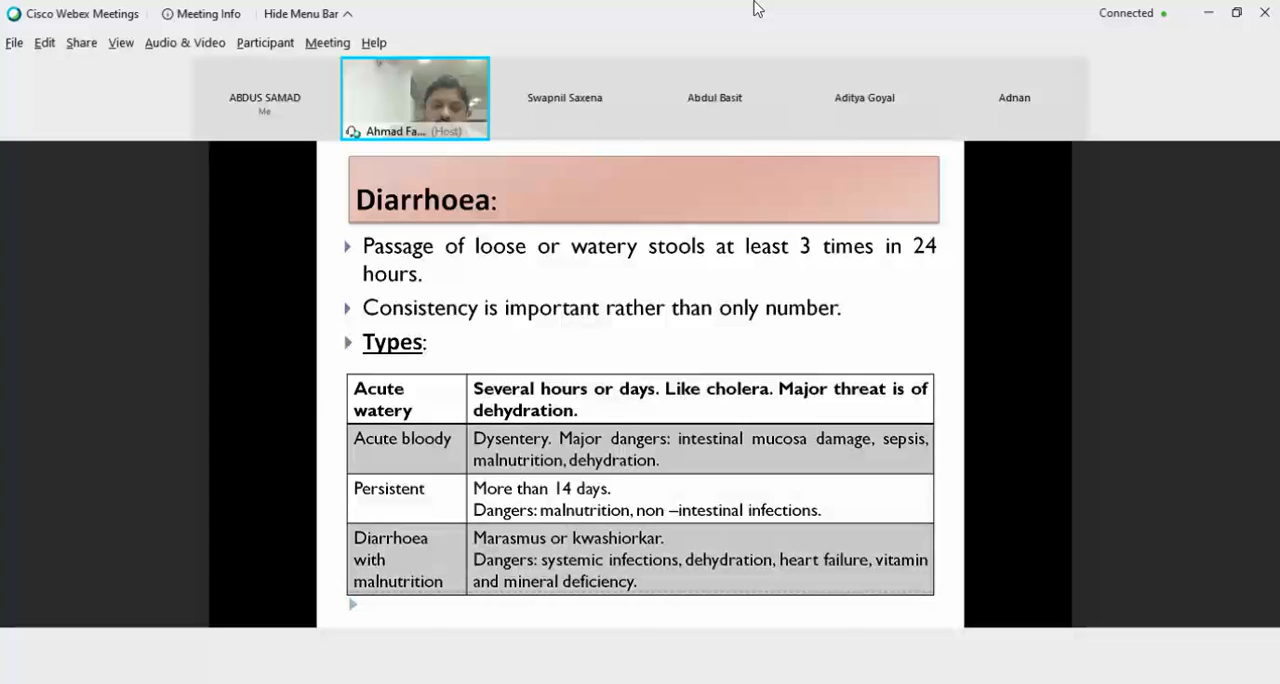 Cisco Webex Meetings Meeting Info Hide Menu Bar Connected
File Edit Share View Audio & Video Participant Meeting Help
ABDUS SAMAD
Me
Ahmad Fa... (Host)
Swapnil Saxena
Abdul Basit
Aditya Goyal
Adnan
Diarrhoea:
Passage of loose or watery stools at least 3 times in 24
hours.
Consistency is important rather than only number.
Types:
Acute
watery
Several hours or days. Like cholera. Major threat is of
dehydration.
Acute bloody
Dysentery. Major dangers: intestinal mucosa damage, sepsis,
malnutrition, dehydration.
Persistent
More than 14 days.
Dangers: malnutrition, non –intestinal infections.
Diarrhoea
with
malnutrition
Marasmus or kwashiorkar.
Dangers: systemic infections, dehydration, heart failure, vitamin
and mineral deficiency.